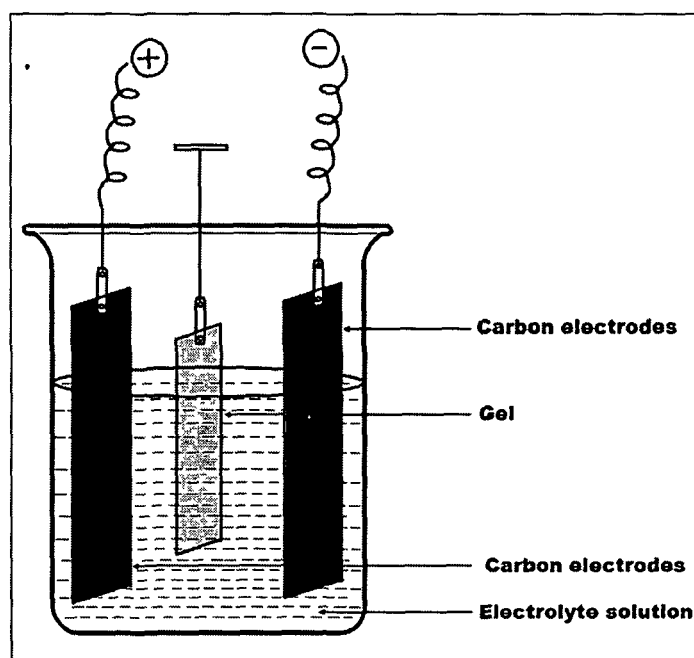 +
-
Carbon electrodes
Gel
Carbon electrodes
Electrolyte solution